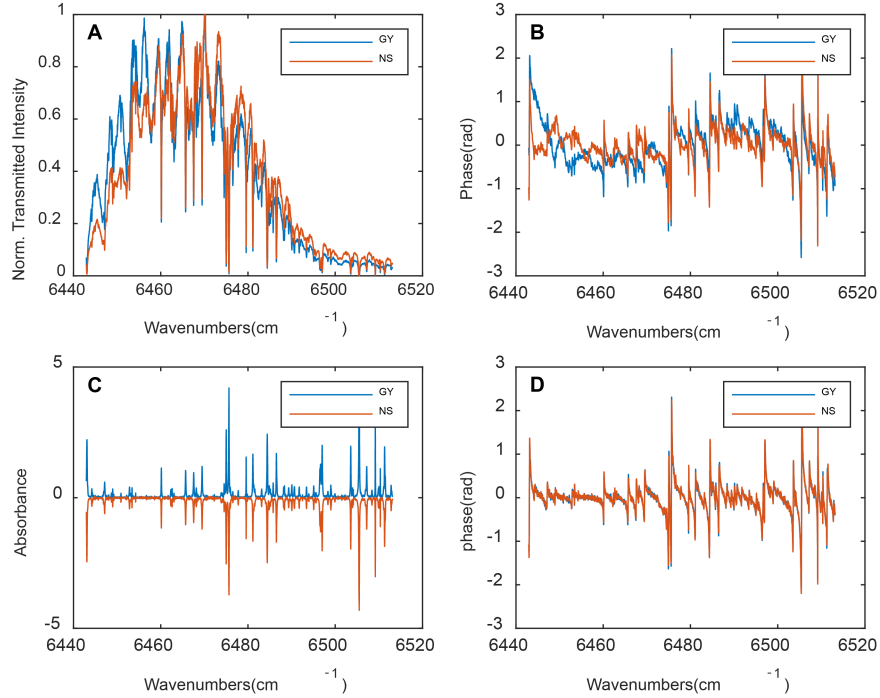 A
GY
NS
Norm. Transmitted Intensity
1
0.8
0.6
0.4
0.2
0
6440
6460
6480
6500
6520
Wavenumbers(cm-1)
B
GY
NS
Phase(rad)
3
2
1
0
-1
-2
-3
6440
6460
6480
6500
6520
Wavenumbers(cm-1)
C
GY
NS
Absorbance
5
0
-5
6440
6460
6480
6500
6520
Wavenumbers(cm-1)
D
GY
NS
phase(rad)
3
2
1
0
-1
-2
-3
6440
6460
6480
6500
6520
Wavenumbers(cm-1)